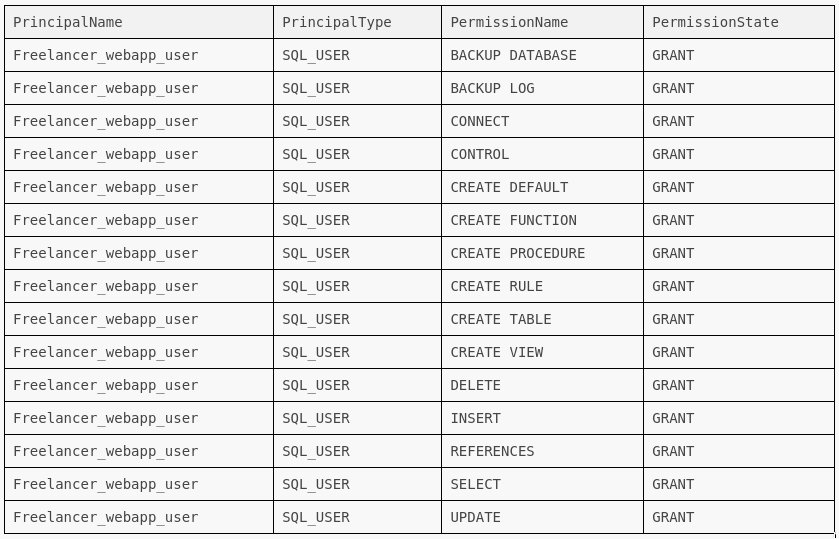 PrincipalName PrincipalType PermissionName PermissionState
Freelancer_webapp_user SQL_USER BACKUP DATABASE GRANT
Freelancer_webapp_user SQL_USER BACKUP LOG GRANT
Freelancer_webapp_user SQL_USER CONNECT GRANT
Freelancer_webapp_user SQL_USER CONTROL GRANT
Freelancer_webapp_user SQL_USER CREATE DEFAULT GRANT
Freelancer_webapp_user SQL_USER CREATE FUNCTION GRANT
Freelancer_webapp_user SQL_USER CREATE PROCEDURE GRANT
Freelancer_webapp_user SQL_USER CREATE RULE GRANT
Freelancer_webapp_user SQL_USER CREATE TABLE GRANT
Freelancer_webapp_user SQL_USER CREATE VIEW GRANT
Freelancer_webapp_user SQL_USER DELETE GRANT
Freelancer_webapp_user SQL_USER INSERT GRANT
Freelancer_webapp_user SQL_USER REFERENCES GRANT
Freelancer_webapp_user SQL_USER SELECT GRANT
Freelancer_webapp_user SQL_USER UPDATE GRANT